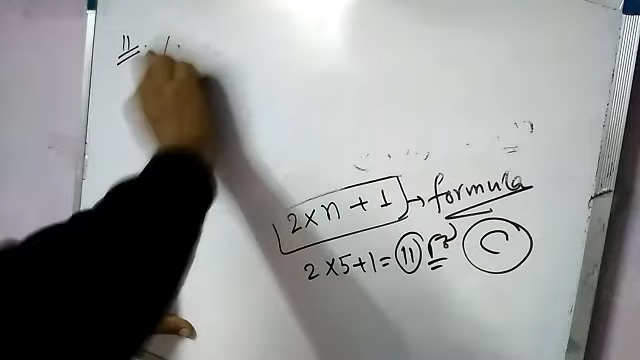 11.
2 × n + 1 → formula
2 × 5 + 1 = 11 C